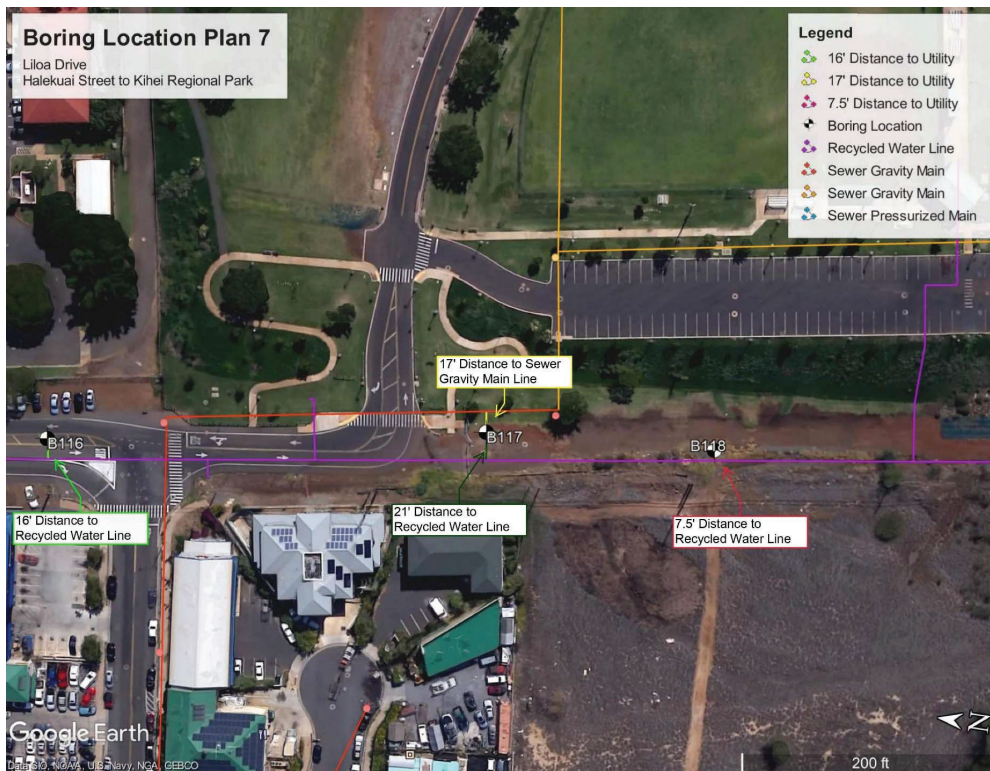 Boring Location Plan 7
Liloa Drive
Halekuai Street to Kihei Regional Park
Legend
16' Distance to Utility
17' Distance to Utility
7.5' Distance to Utility
Boring Location
Recycled Water Line
Sewer Gravity Main
Sewer Gravity Main
Sewer Pressurized Main
17' Distance to Sewer
Gravity Main Line
B116
B117
B118
16' Distance to
Recycled Water Line
21' Distance to
Recycled Water Line
7.5' Distance to
Recycled Water Line
Google Earth
Data SIO, NOAA, U.S. Navy, NGA, GEBCO
N
200 ft